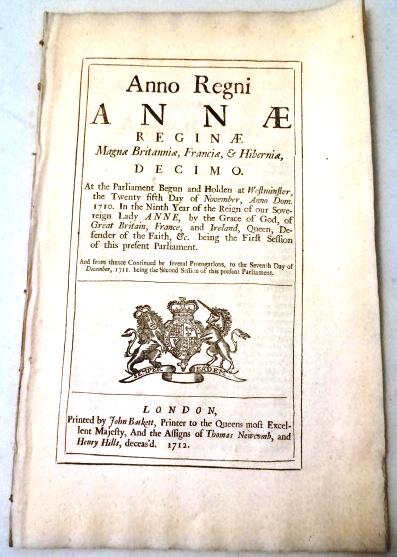 Anno Regni
ANNÆ
REGINÆ
Magnæ Britanniæ, Franciæ, & Hiberniæ,
DECIMO.
At the Parliament Begun and Holden at Weſtminſter,
the Twenty fifth Day of November, Anno Dom.
1710. In the Ninth Year of the Reign of our Sove-
reign Lady ANNE, by the Grace of God, of
Great Britain, France, and Ireland, Queen, De-
fender of the Faith, &c. being the Firſt Seſſion
of this preſent Parliament.
And from thence Continued by ſeveral Prorogations, to the Seventh Day of
December, 1711. being the Second Seſſion of this preſent Parliament.
SEMPER EADEM
LONDON,
Printed by John Baskett, Printer to the Queens moſt Excel-
lent Majeſty, And the Aſſigns of Thomas Newcomb, and
Henry Hills, deceas'd. 1712.